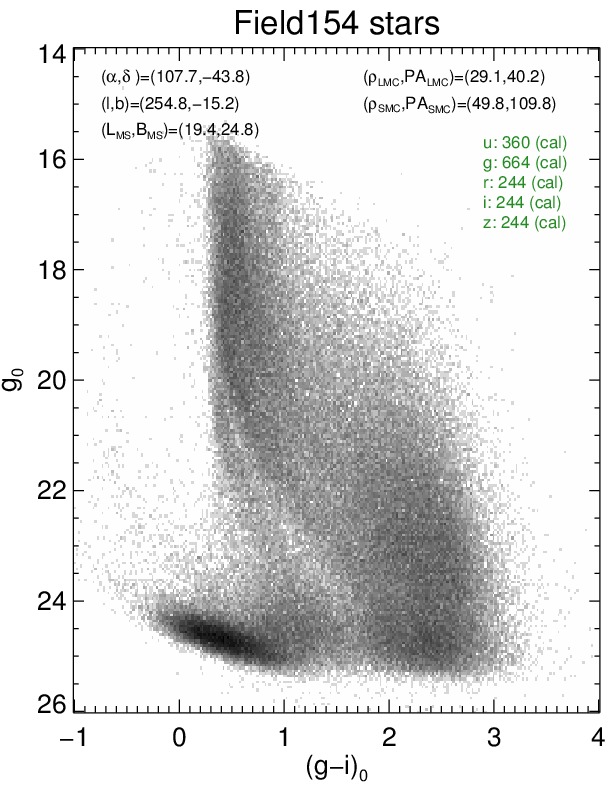 Field154 stars
(α,δ )=(107.7,−43.8)
(ρLMC,PALMC)=(29.1,40.2)
(l,b)=(254.8,−15.2)
(ρSMC,PASMC)=(49.8,109.8)
(LMS,BMS)=(19.4,24.8)
u: 360 (cal)
g: 664 (cal)
r: 244 (cal)
i: 244 (cal)
z: 244 (cal)
14
16
18
20
22
24
26
g0
−1 0 1 2 3 4
(g−i)0